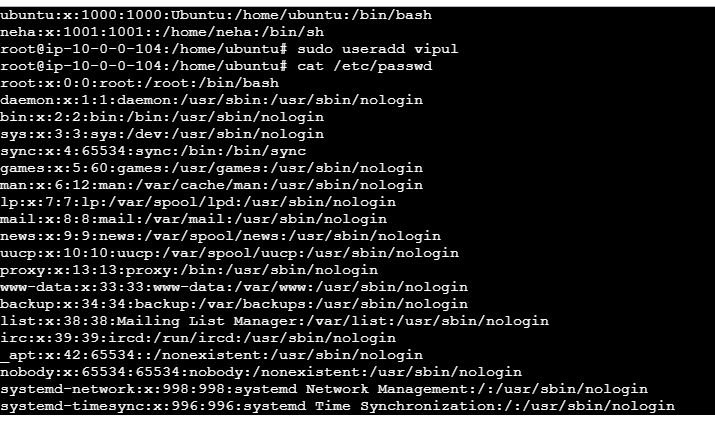 ubuntu:x:1000:1000:Ubuntu:/home/ubuntu:/bin/bash
neha:x:1001:1001::/home/neha:/bin/sh
root@ip-10-0-0-104:/home/ubuntu# sudo useradd vipul
root@ip-10-0-0-104:/home/ubuntu# cat /etc/passwd
root:x:0:0:root:/root:/bin/bash
daemon:x:1:1:daemon:/usr/sbin:/usr/sbin/nologin
bin:x:2:2:bin:/bin:/usr/sbin/nologin
sys:x:3:3:sys:/dev:/usr/sbin/nologin
sync:x:4:65534:sync:/bin:/bin/sync
games:x:5:60:games:/usr/games:/usr/sbin/nologin
man:x:6:12:man:/var/cache/man:/usr/sbin/nologin
lp:x:7:7:lp:/var/spool/lpd:/usr/sbin/nologin
mail:x:8:8:mail:/var/mail:/usr/sbin/nologin
news:x:9:9:news:/var/spool/news:/usr/sbin/nologin
uucp:x:10:10:uucp:/var/spool/uucp:/usr/sbin/nologin
proxy:x:13:13:proxy:/bin:/usr/sbin/nologin
www-data:x:33:33:www-data:/var/www:/usr/sbin/nologin
backup:x:34:34:backup:/var/backups:/usr/sbin/nologin
list:x:38:38:Mailing List Manager:/var/list:/usr/sbin/nologin
irc:x:39:39:ircd:/run/ircd:/usr/sbin/nologin
_apt:x:42:65534::/nonexistent:/usr/sbin/nologin
nobody:x:65534:65534:nobody:/nonexistent:/usr/sbin/nologin
systemd-network:x:998:998:systemd Network Management:/:/usr/sbin/nologin
systemd-timesync:x:996:996:systemd Time Synchronization:/:/usr/sbin/nologin